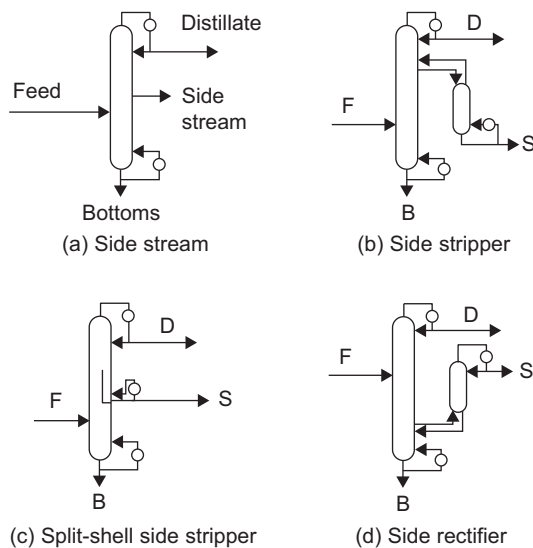 Distillate
Feed
Side
stream
Bottoms
(a) Side stream
D
F
S
B
(b) Side stripper
D
F
S
B
(c) Split-shell side stripper
D
F
S
B
(d) Side rectifier